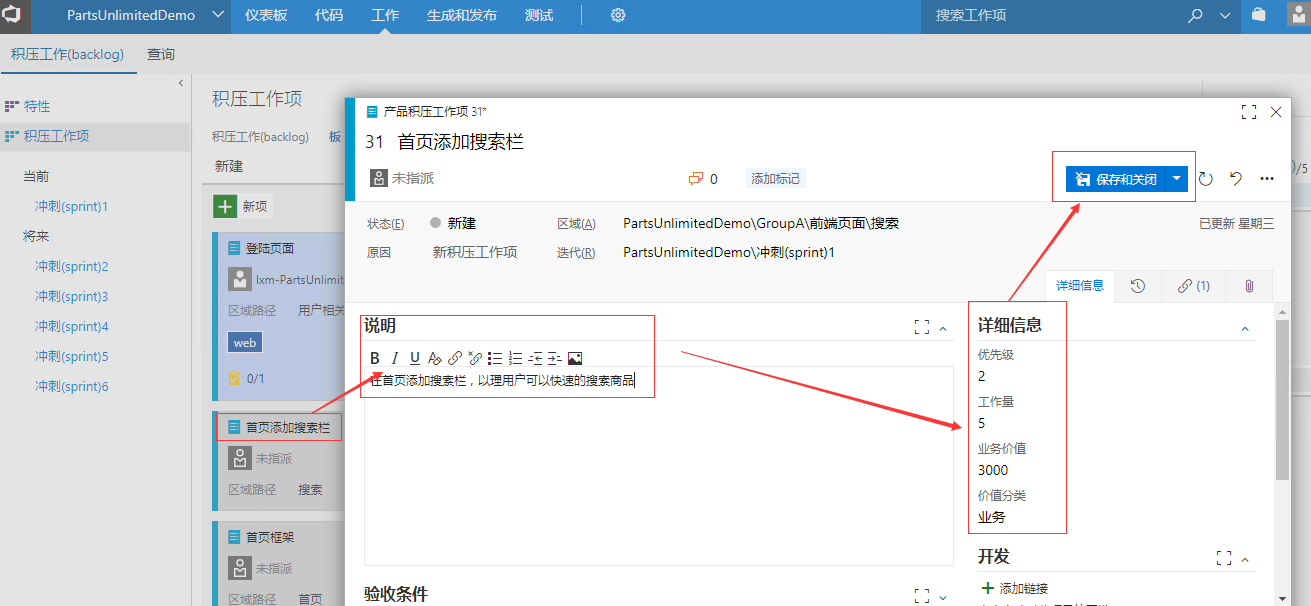 PartsUnlimitedDemo 仪表板 代码 工作 生成和发布 测试 搜索工作项
积压工作(backlog) 查询
特性
积压工作项
当前
冲刺(sprint)1
将来
冲刺(sprint)2
冲刺(sprint)3
冲刺(sprint)4
冲刺(sprint)5
冲刺(sprint)6
积压工作项
积压工作(backlog) 板
新建
新项
登陆页面
lxm-PartsUnlimit
区域路径 用户相关
web
0/1
首页添加搜索栏
未指派
区域路径 搜索
首页框架
未指派
区域路径 首页
/5
产品积压工作项 31*
31 首页添加搜索栏
未指派 0 添加标记 保存和关闭
状态(E) 新建 区域(A) PartsUnlimitedDemo\GroupA\前端页面\搜索 已更新 星期三
原因 新积压工作项 迭代(R) PartsUnlimitedDemo\冲刺(sprint)1
详细信息 (1)
说明
B I U
在首页添加搜索栏，以理用户可以快速的搜索商品
验收条件
详细信息
优先级
2
工作量
5
业务价值
3000
价值分类
业务
开发
添加链接